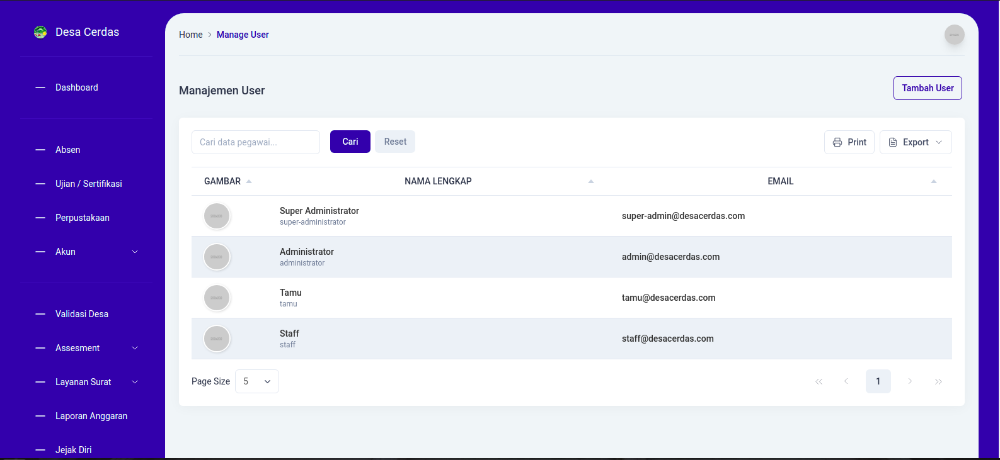 Desa Cerdas
Dashboard
Absen
Ujian / Sertifikasi
Perpustakaan
Akun
Validasi Desa
Assesment
Layanan Surat
Laporan Anggaran
Jejak Diri
Home > Manage User
Manajemen User
Tambah User
Cari data pegawai...
Cari
Reset
Print
Export
GAMBAR NAMA LENGKAP EMAIL
Super Administrator
super-administrator
super-admin@desacerdas.com
Administrator
administrator
admin@desacerdas.com
Tamu
tamu
tamu@desacerdas.com
Staff
staff
staff@desacerdas.com
Page Size 5
1